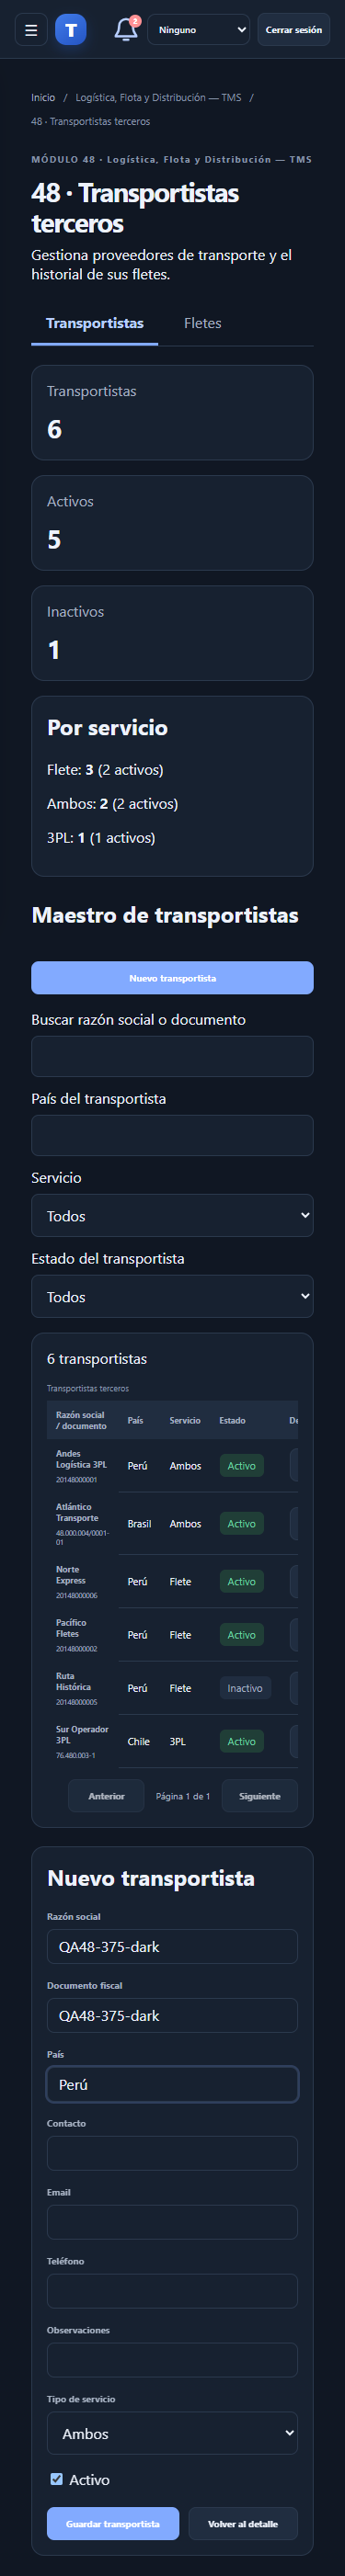 ☰
T
2
Ninguno
Cerrar sesión
Inicio / Logística, Flota y Distribución — TMS /
48 · Transportistas terceros
MÓDULO 48 · Logística, Flota y Distribución — TMS
48 · Transportistas
terceros
Gestiona proveedores de transporte y el
historial de sus fletes.
Transportistas Fletes
Transportistas
6
Activos
5
Inactivos
1
Por servicio
Flete: 3 (2 activos)
Ambos: 2 (2 activos)
3PL: 1 (1 activos)
Maestro de transportistas
Nuevo transportista
Buscar razón social o documento
País del transportista
Servicio
Todos
Estado del transportista
Todos
6 transportistas
Transportistas terceros
Razón social
/ documento País Servicio Estado De
Andes
Logística 3PL
20148000001 Perú Ambos Activo
Atlántico
Transporte
48.000.004/0001-
01 Brasil Ambos Activo
Norte
Express
20148000006 Perú Flete Activo
Pacífico
Fletes
20148000002 Perú Flete Activo
Ruta
Histórica
20148000005 Perú Flete Inactivo
Sur Operador
3PL
76.480.003-1 Chile 3PL Activo
Anterior Página 1 de 1 Siguiente
Nuevo transportista
Razón social
QA48-375-dark
Documento fiscal
QA48-375-dark
País
Perú
Contacto
Email
Teléfono
Observaciones
Tipo de servicio
Ambos
Activo
Guardar transportista Volver al detalle